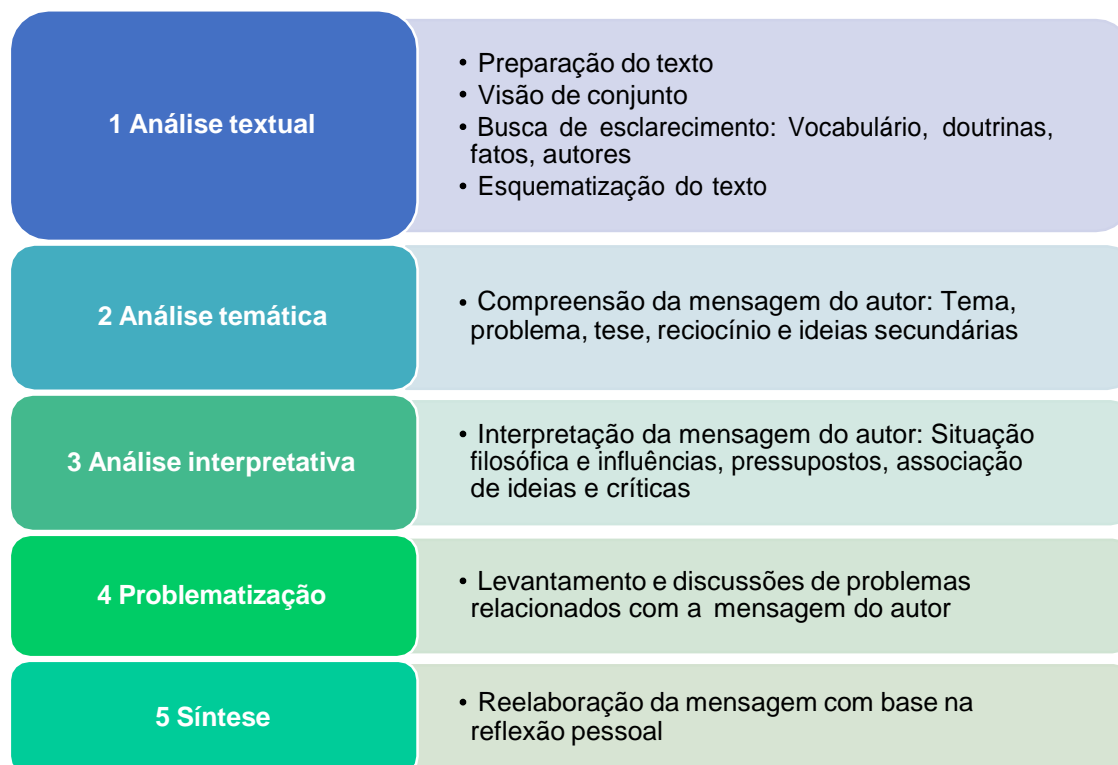 1 Análise textual
• Preparação do texto
• Visão de conjunto
• Busca de esclarecimento: Vocabulário, doutrinas,
fatos, autores
• Esquematização do texto
2 Análise temática
• Compreensão da mensagem do autor: Tema,
problema, tese, reciocínio e ideias secundárias
3 Análise interpretativa
• Interpretação da mensagem do autor: Situação
filosófica e influências, pressupostos, associação
de ideias e críticas
4 Problematização
• Levantamento e discussões de problemas
relacionados com a mensagem do autor
5 Síntese
• Reelaboração da mensagem com base na
reflexão pessoal